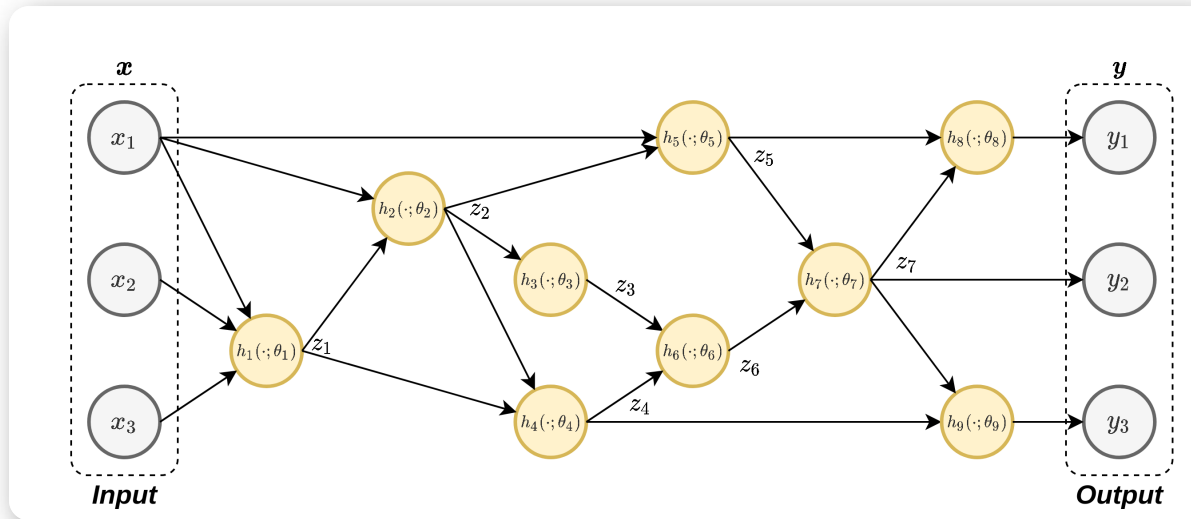 x
y
x₁
h₅(·; θ₅)
h₈(·; θ₈)
y₁
z₅
h₂(·; θ₂)
z₂
x₂
h₃(·; θ₃)
z₃
h₇(·; θ₇)
z₇
y₂
h₁(·; θ₁)
z₁
h₆(·; θ₆)
z₆
x₃
h₄(·; θ₄)
z₄
h₉(·; θ₉)
y₃
Input
Output